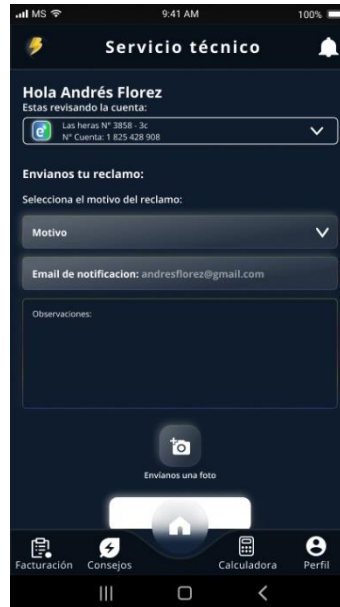 MS 9:41 AM 100%
Servicio técnico
Hola Andrés Florez
Estas revisando la cuenta:
Las heras N° 3858 - 3c
N° Cuenta: 1 825 428 908
Envianos tu reclamo:
Selecciona el motivo del reclamo:
Motivo
Email de notificacion: andresflorez@gmail.com
Observaciones:
Envíanos una foto
Facturación Consejos Calculadora Perfil